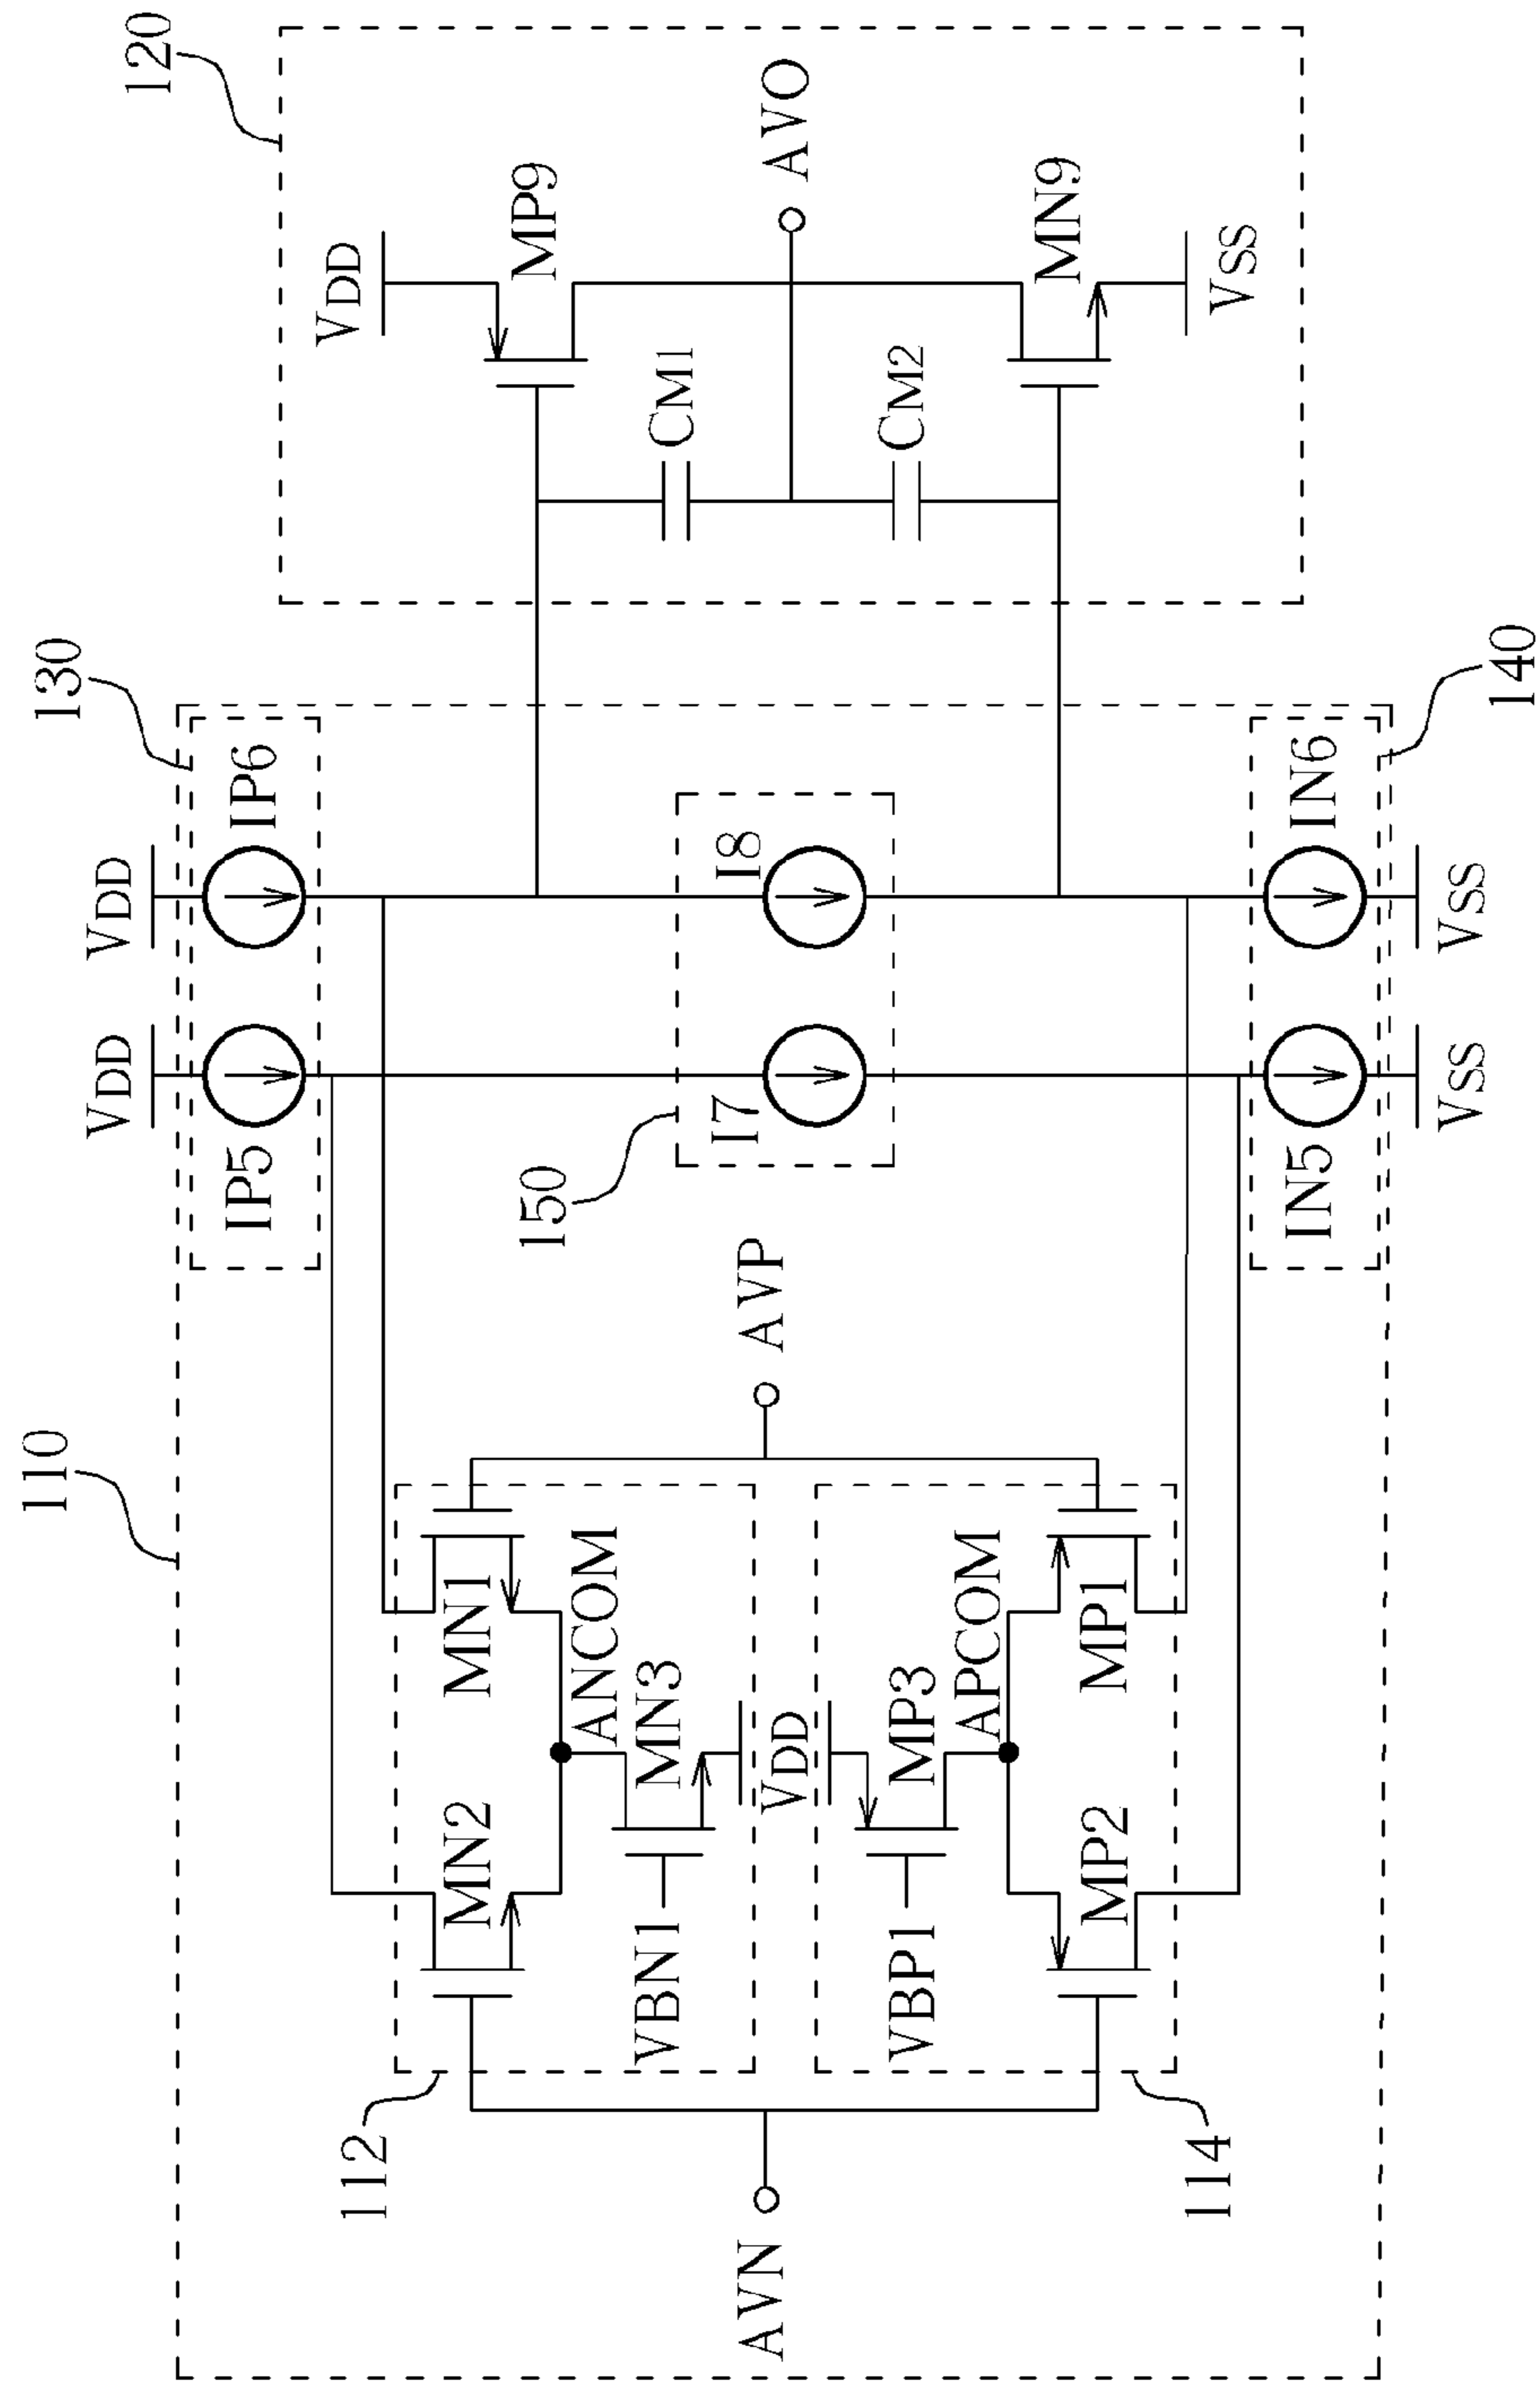 120
VDD
MP9
AVO
CM1
CM2
MN9
VSS
130
VDD
IP6
I8
IN6
VSS
140
VDD
IP5
I7
150
IN5
VSS
110
AVP
MN1
ANCOM
APCOM
MP1
MN2
MN3
VDD
MP3
MP2
VBN1
VBP1
112
114
AVN